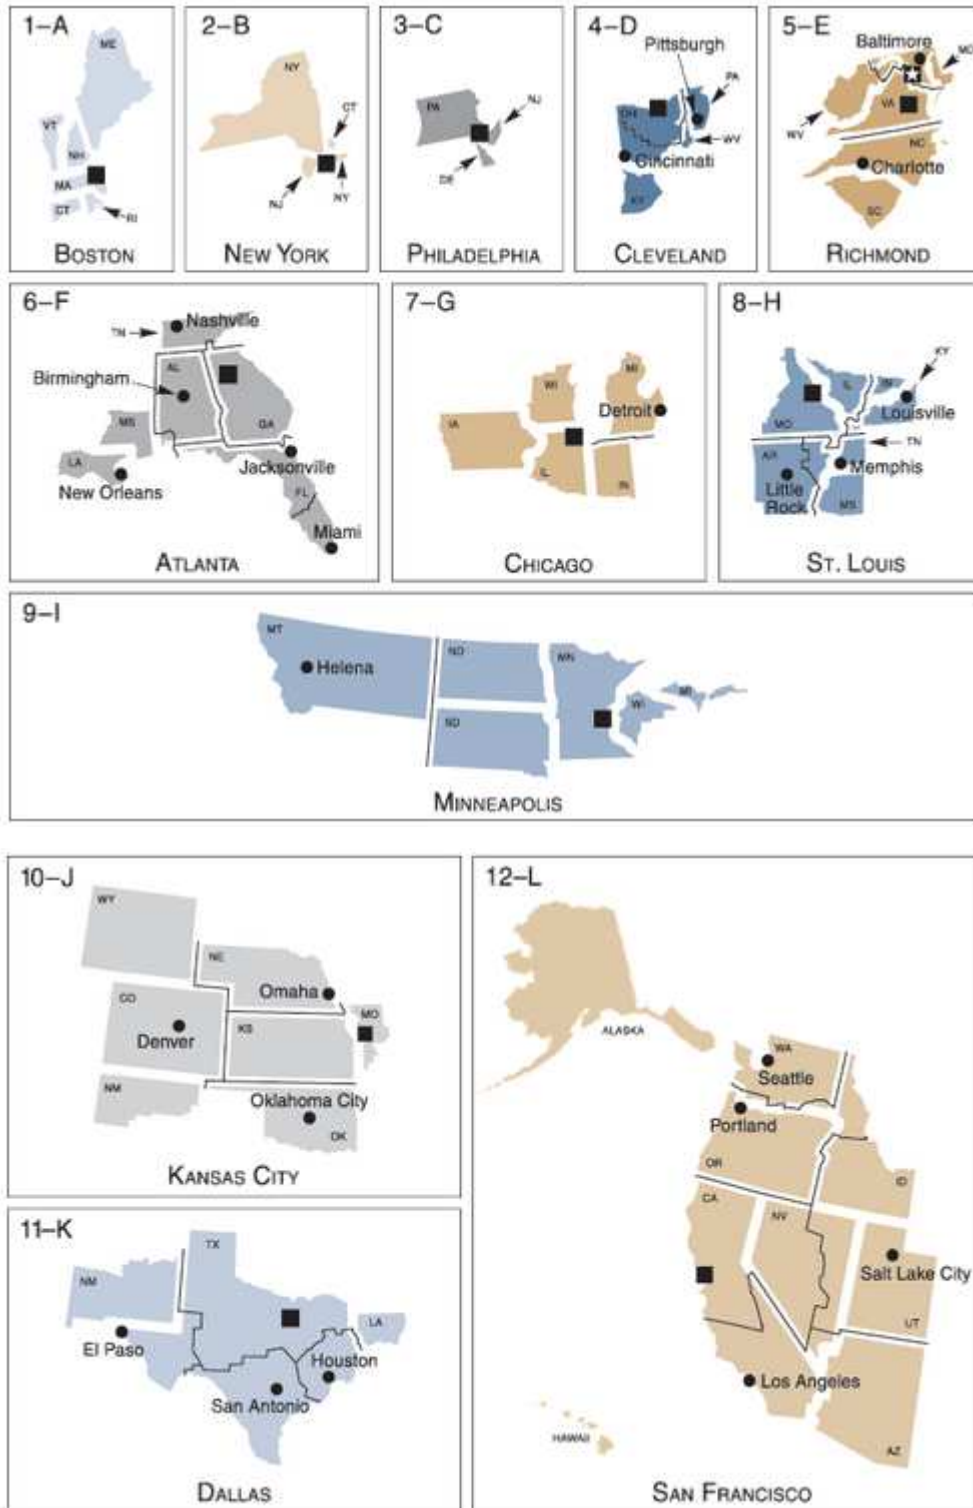 1–A
ME
VT
NH
MA
CT
RI
BOSTON
2–B
NY
CT
NJ
NY
NEW YORK
3–C
PA
NJ
DE
PHILADELPHIA
4–D
Pittsburgh
PA
OH
WV
Cincinnati
KY
CLEVELAND
5–E
Baltimore
MD
VA
WV
NC
Charlotte
SC
RICHMOND
6–F
Nashville
TN
AL
Birmingham
MS
GA
LA
Jacksonville
New Orleans
FL
Miami
ATLANTA
7–G
MI
WI
Detroit
IA
IL
IN
CHICAGO
8–H
KY
IL
IN
Louisville
MO
TN
AR
Memphis
Little
Rock
MS
ST. LOUIS
9–I
MT
ND
MN
Helena
WI
MI
ND
MINNEAPOLIS
10–J
WY
NE
Omaha
CO
MO
KS
Denver
NM
Oklahoma City
OK
KANSAS CITY
11–K
TX
NM
LA
El Paso
Houston
San Antonio
DALLAS
12–L
ALASKA
WA
Seattle
Portland
OR
ID
CA
NV
Salt Lake City
UT
Los Angeles
HAWAII
AZ
SAN FRANCISCO